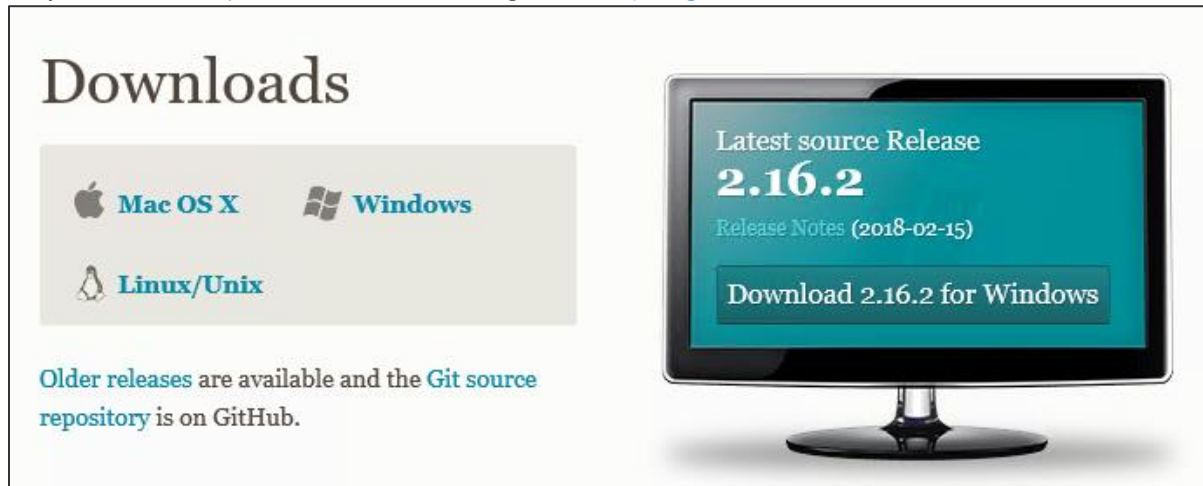 Downloads
Mac OS X
Windows
Linux/Unix
Older releases are available and the Git source
repository is on GitHub.
Latest source Release
2.16.2
Release Notes (2018-02-15)
Download 2.16.2 for Windows